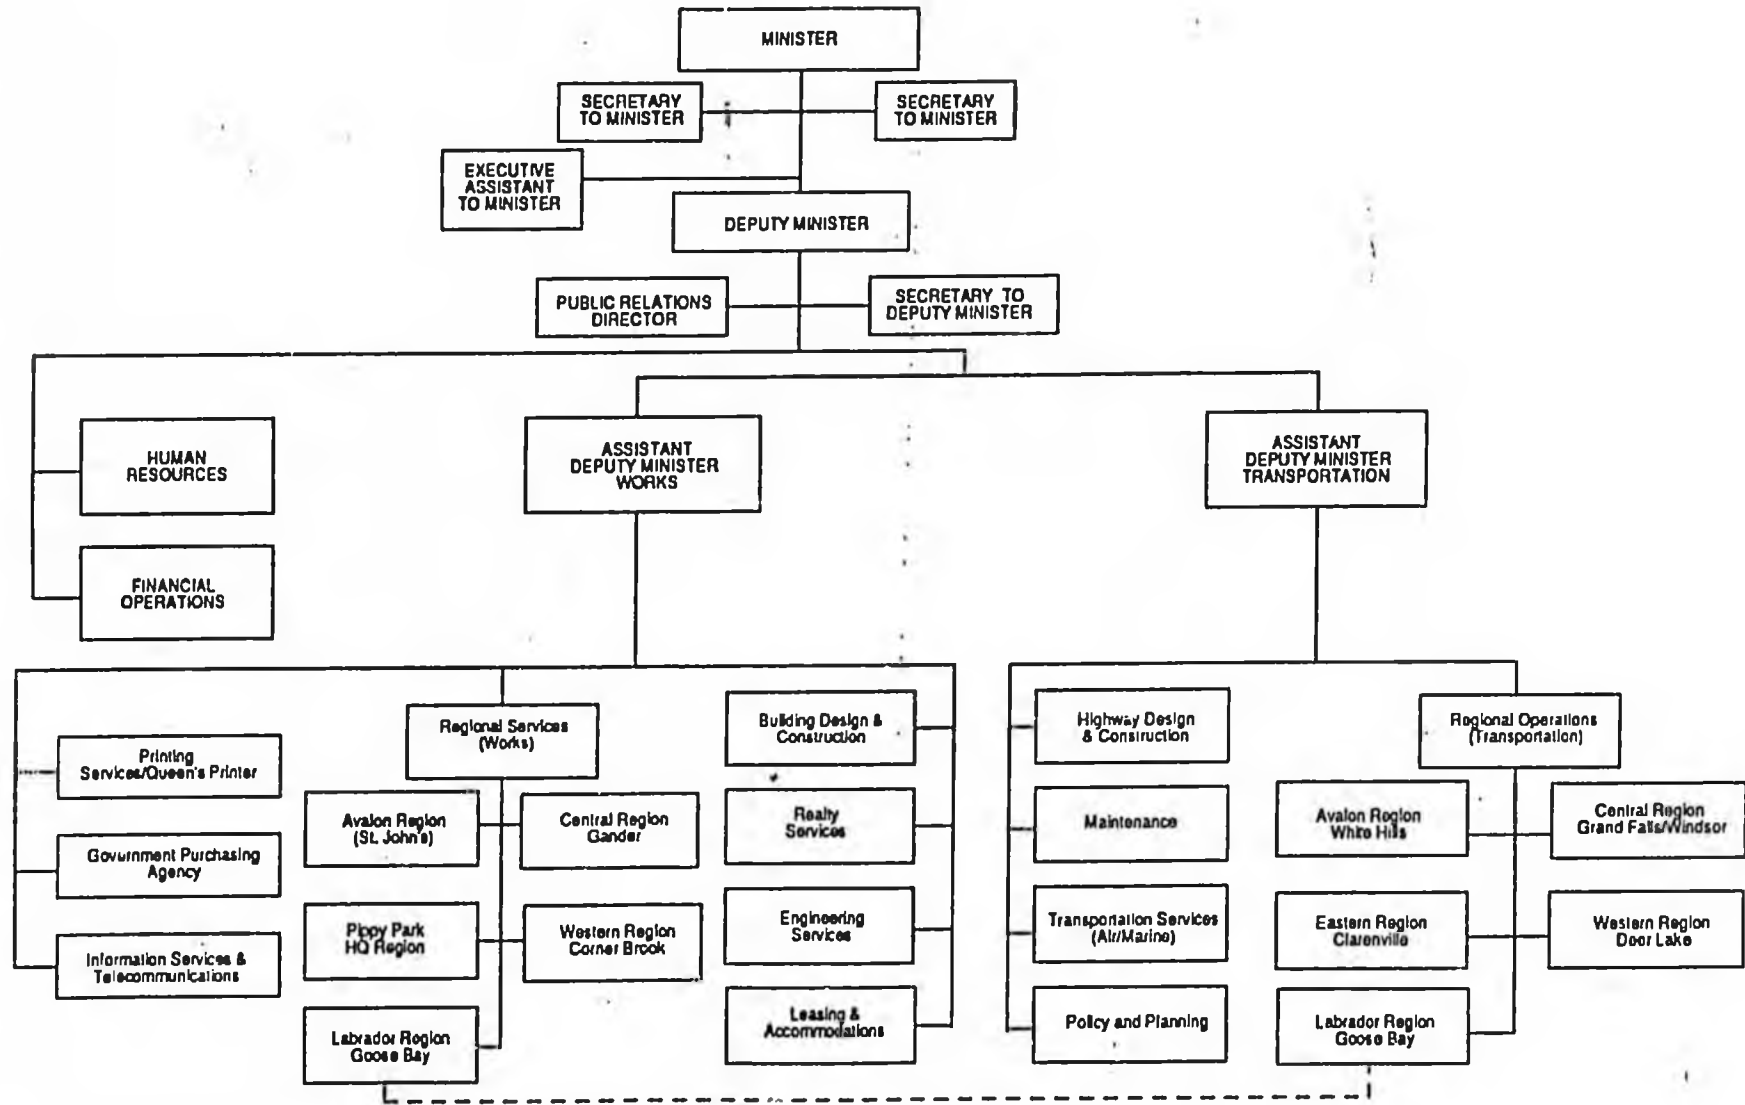 MINISTER
SECRETARY
TO MINISTER
SECRETARY
TO MINISTER
EXECUTIVE
ASSISTANT
TO MINISTER
DEPUTY MINISTER
PUBLIC RELATIONS
DIRECTOR
SECRETARY TO
DEPUTY MINISTER
HUMAN
RESOURCES
FINANCIAL
OPERATIONS
ASSISTANT
DEPUTY MINISTER
WORKS
ASSISTANT
DEPUTY MINISTER
TRANSPORTATION
Printing
Services/Queen's Printer
Government Purchasing
Agency
Information Services &
Telecommunications
Regional Services
(Works)
Avalon Region
(St. John's)
Central Region
Gander
Pippy Park
HQ Region
Western Region
Corner Brook
Labrador Region
Goose Bay
Building Design &
Construction
Realty
Services
Engineering
Services
Leasing &
Accommodations
Highway Design
& Construction
Maintenance
Transportation Services
(Air/Marine)
Policy and Planning
Regional Operations
(Transportation)
Avalon Region
White Hills
Central Region
Grand Falls/Windsor
Eastern Region
Clarenville
Western Region
Deer Lake
Labrador Region
Goose Bay